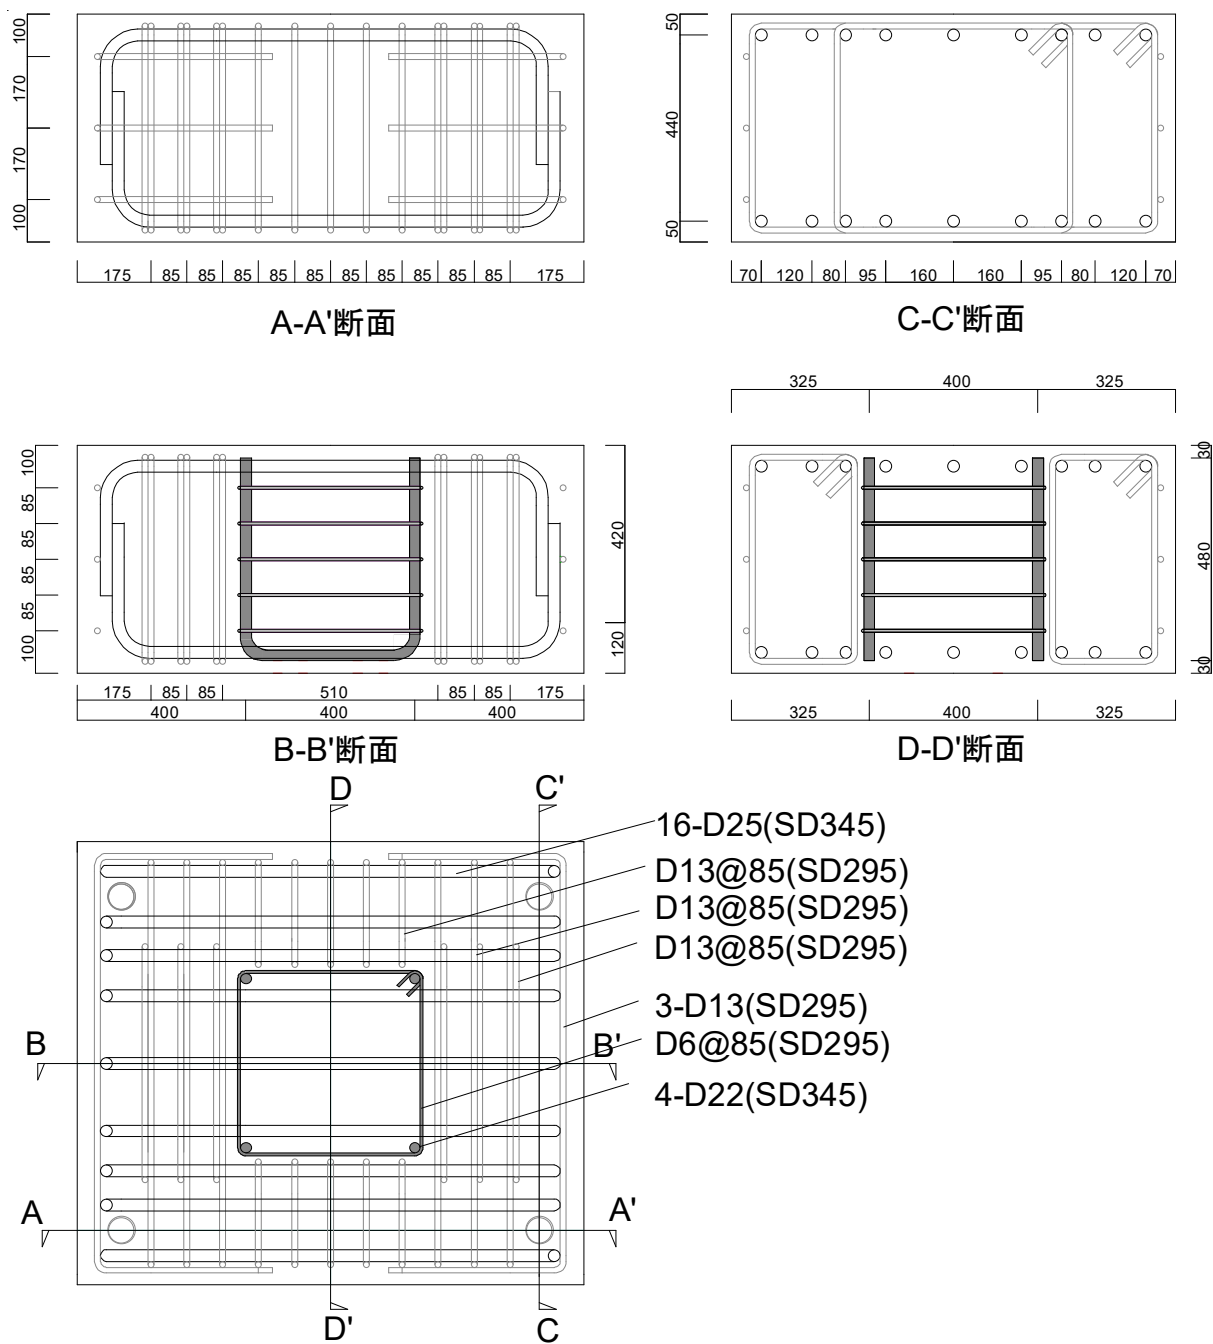 100
170
170
100
175 85 85 85 85 85 85 85 85 85 85 175
A-A'断面
50
440
50
70 120 80 95 160 160 95 80 120 70
C-C'断面
100
85
85
85
85
100
420
120
175 85 85 510 85 85 175
400 400 400
B-B'断面
325 400 325
30
480
30
325 400 325
D-D'断面
D C'
16-D25(SD345)
D13@85(SD295)
D13@85(SD295)
D13@85(SD295)
3-D13(SD295)
B B'
D6@85(SD295)
4-D22(SD345)
A A'
D' C